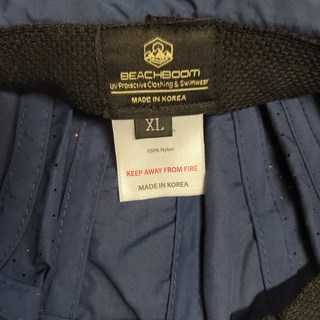 BEACHBOOM
UV Protective Clothing & Swimwear
MADE IN KOREA
XL
100% Nylon
KEEP AWAY FROM FIRE
MADE IN KOREA